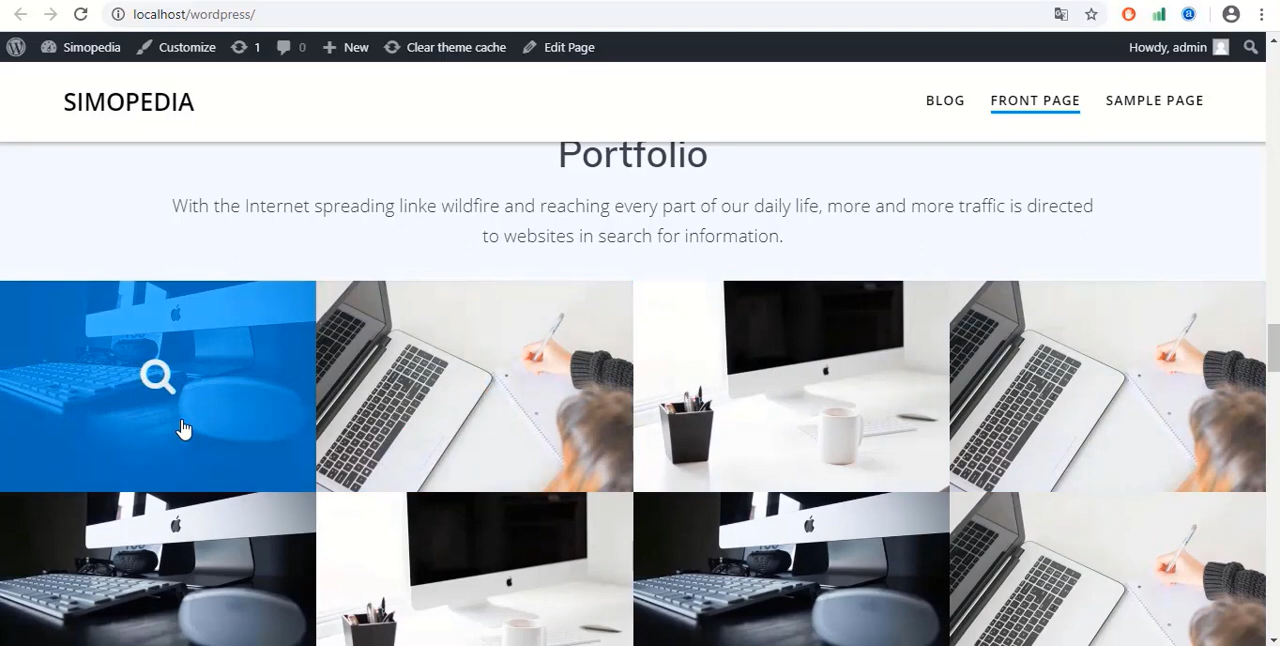 localhost/wordpress/
Simopedia Customize 1 0 New Clear theme cache Edit Page Howdy, admin
SIMOPEDIA BLOG FRONT PAGE SAMPLE PAGE
Portfolio
With the Internet spreading linke wildfire and reaching every part of our daily life, more and more traffic is directed
to websites in search for information.